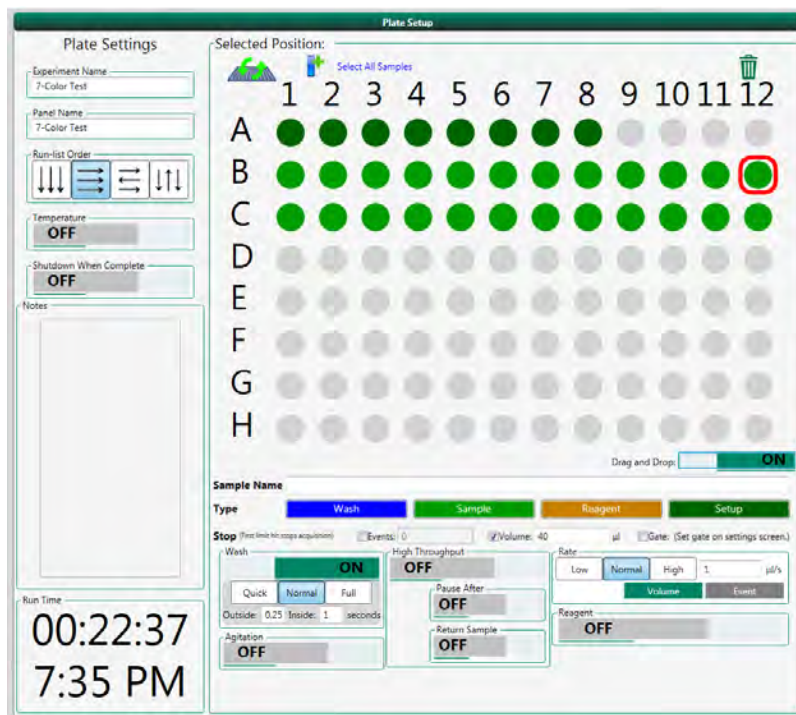 Plate Setup
Plate Settings
Experiment Name
7-Color Test
Panel Name
7-Color Test
Run-list Order
Temperature
OFF
Shutdown When Complete
OFF
Notes
Run Time
00:22:37
7:35 PM
Selected Position:
Select All Samples
1 2 3 4 5 6 7 8 9 10 11 12
A
B
C
D
E
F
G
H
Drag and Drop: ON
Sample Name
Type Wash Sample Reagent Setup
Stop (First limit hit stops acquisition) Events: 0 Volume: 40 µl Gate: (Set gate on settings screen.)
Wash
ON
Quick Normal Full
Outside: 0.25 Inside: 1 seconds
Agitation
OFF
High Throughput
OFF
Pause After
OFF
Return Sample
OFF
Rate
Low Normal High 1 µl/s
Volume Event
Reagent
OFF